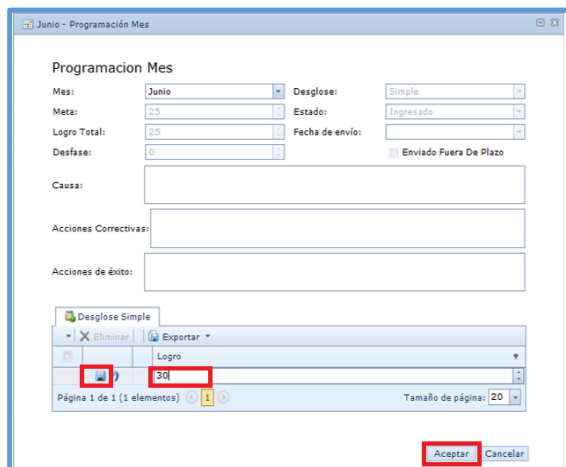 Junio - Programación Mes
Programacion Mes
Mes: Junio Desglose: Simple
Meta: 25 Estado: Ingresado
Logro Total: 25 Fecha de envío:
Desfase: 0 Enviado Fuera De Plazo
Causa:
Acciones Correctivas:
Acciones de éxito:
Desglose Simple
Eliminar Exportar
Logro
30
Página 1 de 1 (1 elementos) 1 Tamaño de página: 20
Aceptar Cancelar